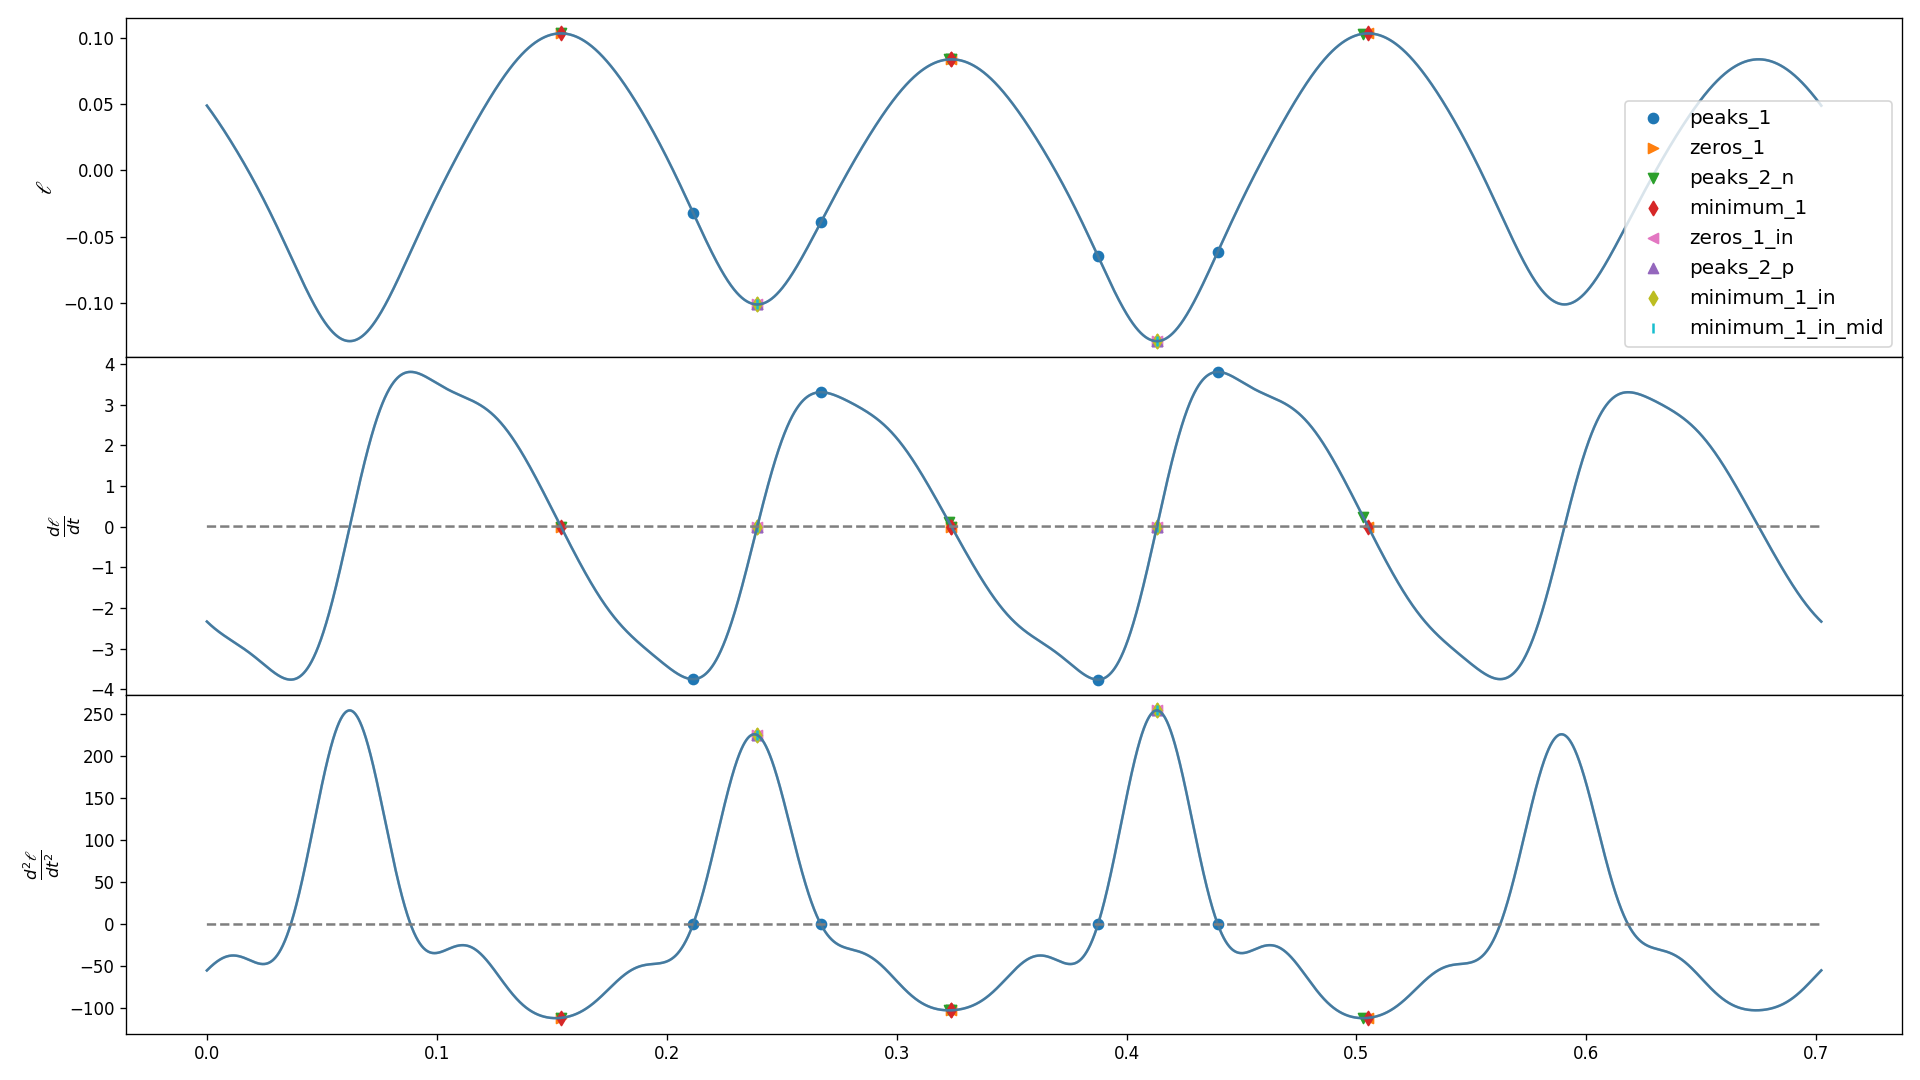 0.10
0.05
0.00
−0.05
−0.10
ℓ
peaks_1
zeros_1
peaks_2_n
minimum_1
zeros_1_in
peaks_2_p
minimum_1_in
minimum_1_in_mid
4
3
2
1
0
−1
−2
−3
−4
dℓ
dt
250
200
150
100
50
0
−50
−100
d²ℓ
dt²
0.0 0.1 0.2 0.3 0.4 0.5 0.6 0.7